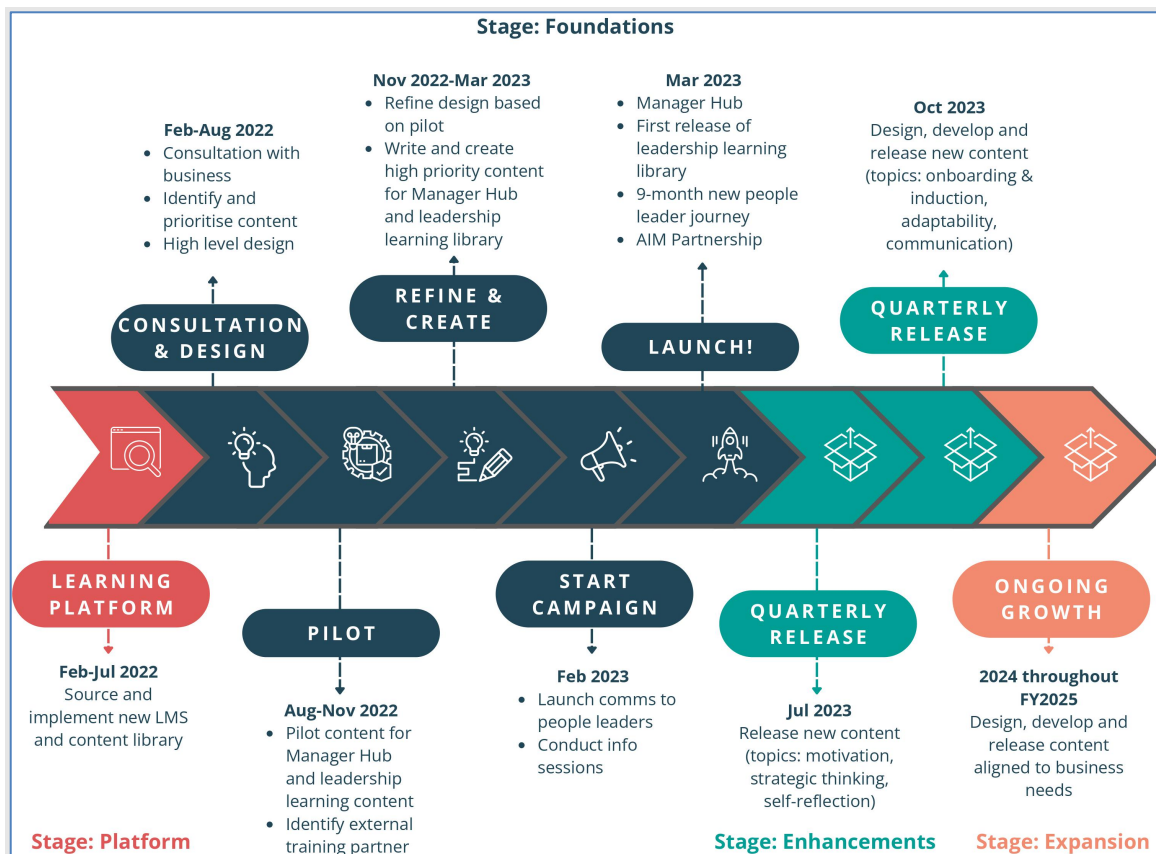 Stage: Foundations
Feb-Aug 2022
• Consultation with
business
• Identify and
prioritise content
• High level design
CONSULTATION
& DESIGN
Nov 2022-Mar 2023
• Refine design based
on pilot
• Write and create
high priority content
for Manager Hub
and leadership
learning library
REFINE &
CREATE
Mar 2023
• Manager Hub
• First release of
leadership learning
library
• 9-month new people
leader journey
• AIM Partnership
LAUNCH!
Oct 2023
Design, develop and
release new content
(topics: onboarding &
induction,
adaptability,
communication)
QUARTERLY
RELEASE
LEARNING
PLATFORM
Feb-Jul 2022
Source and
implement new LMS
and content library
Stage: Platform
PILOT
Aug-Nov 2022
• Pilot content for
Manager Hub
and leadership
learning content
• Identify external
training partner
START
CAMPAIGN
Feb 2023
• Launch comms to
people leaders
• Conduct info
sessions
QUARTERLY
RELEASE
Jul 2023
Release new content
(topics: motivation,
strategic thinking,
self-reflection)
Stage: Enhancements
ONGOING
GROWTH
2024 throughout
FY2025
Design, develop and
release content
aligned to business
needs
Stage: Expansion